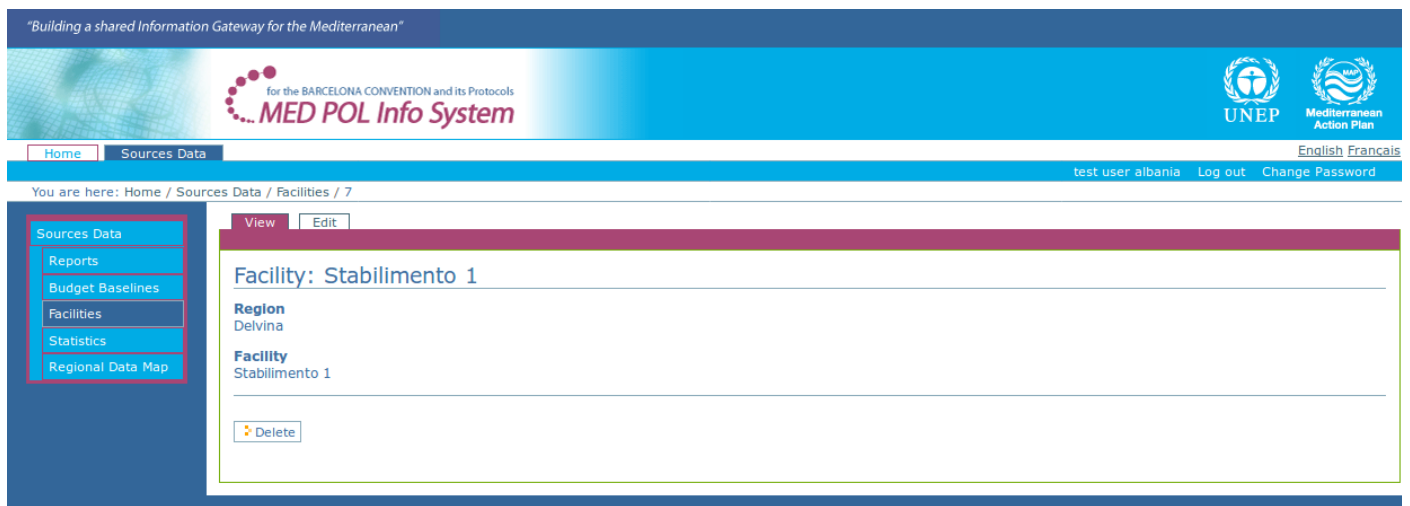 "Building a shared Information Gateway for the Mediterranean"
for the BARCELONA CONVENTION and its Protocols
MED POL Info System
UNEP
MAP
Mediterranean
Action Plan
Home Sources Data
English Français
test user albania Log out Change Password
You are here: Home / Sources Data / Facilities / 7
Sources Data
Reports
Budget Baselines
Facilities
Statistics
Regional Data Map
View Edit
Facility: Stabilimento 1
Region
Delvina
Facility
Stabilimento 1
Delete